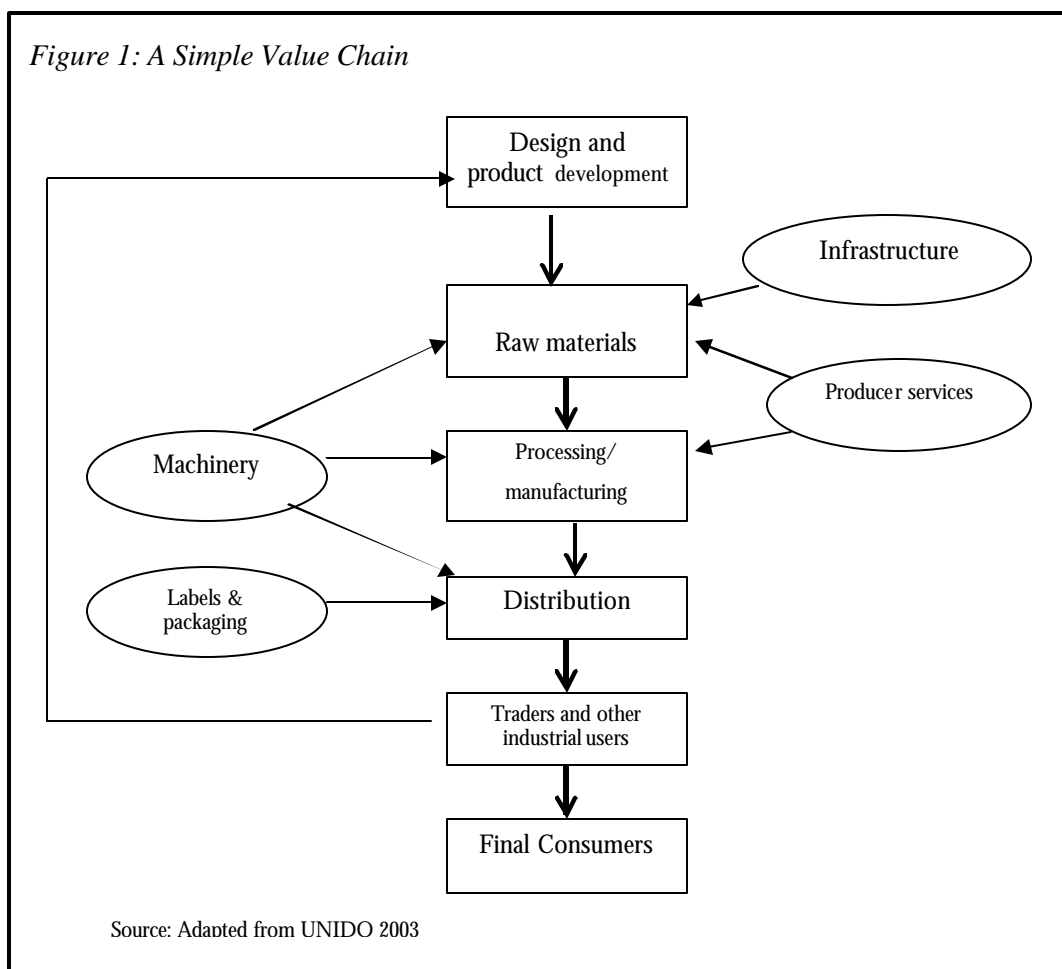 Figure 1: A Simple Value Chain
Design and
product development
Infrastructure
Raw materials
Producer services
Machinery
Processing/
manufacturing
Labels &
packaging
Distribution
Traders and other
industrial users
Final Consumers
Source: Adapted from UNIDO 2003